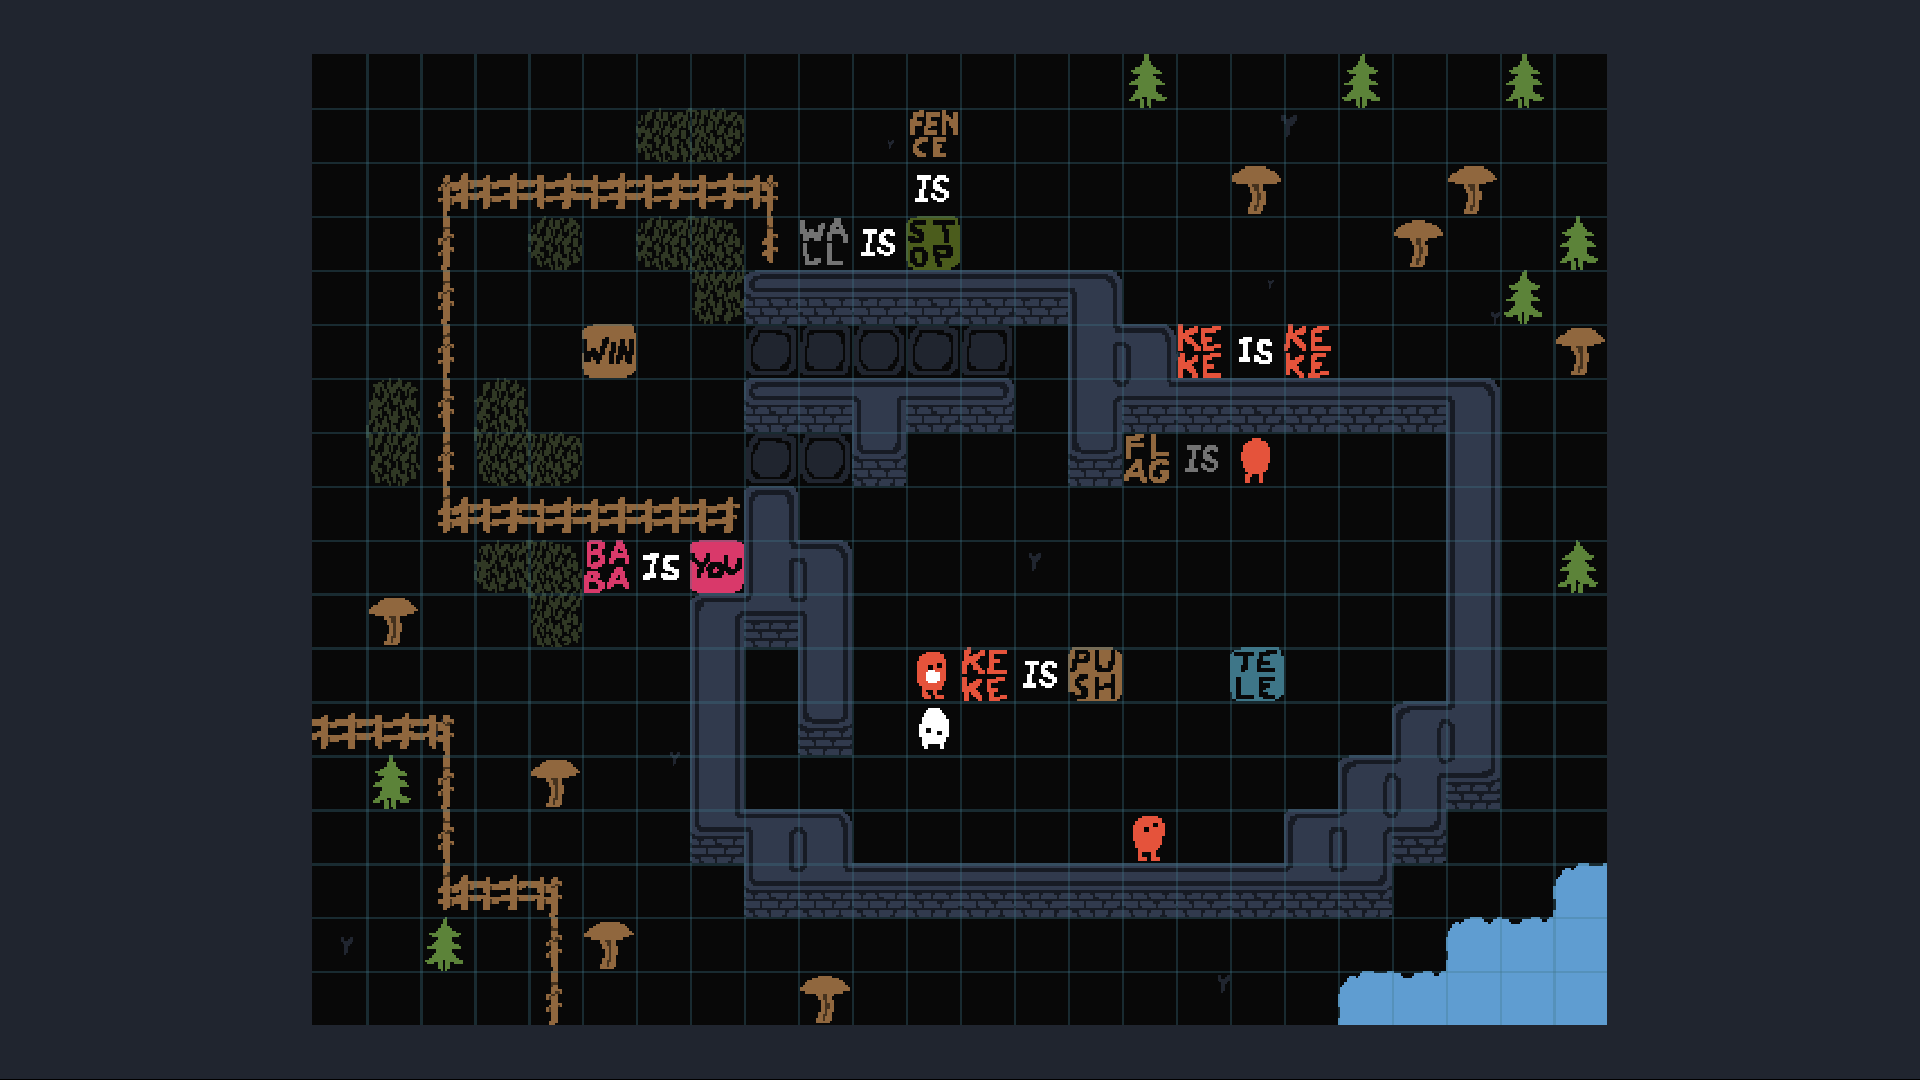 FENCE
IS
WALL IS STOP
WIN
KEKE IS KEKE
FLAG IS
BABA IS YOU
KEKE IS PUSH
TELE